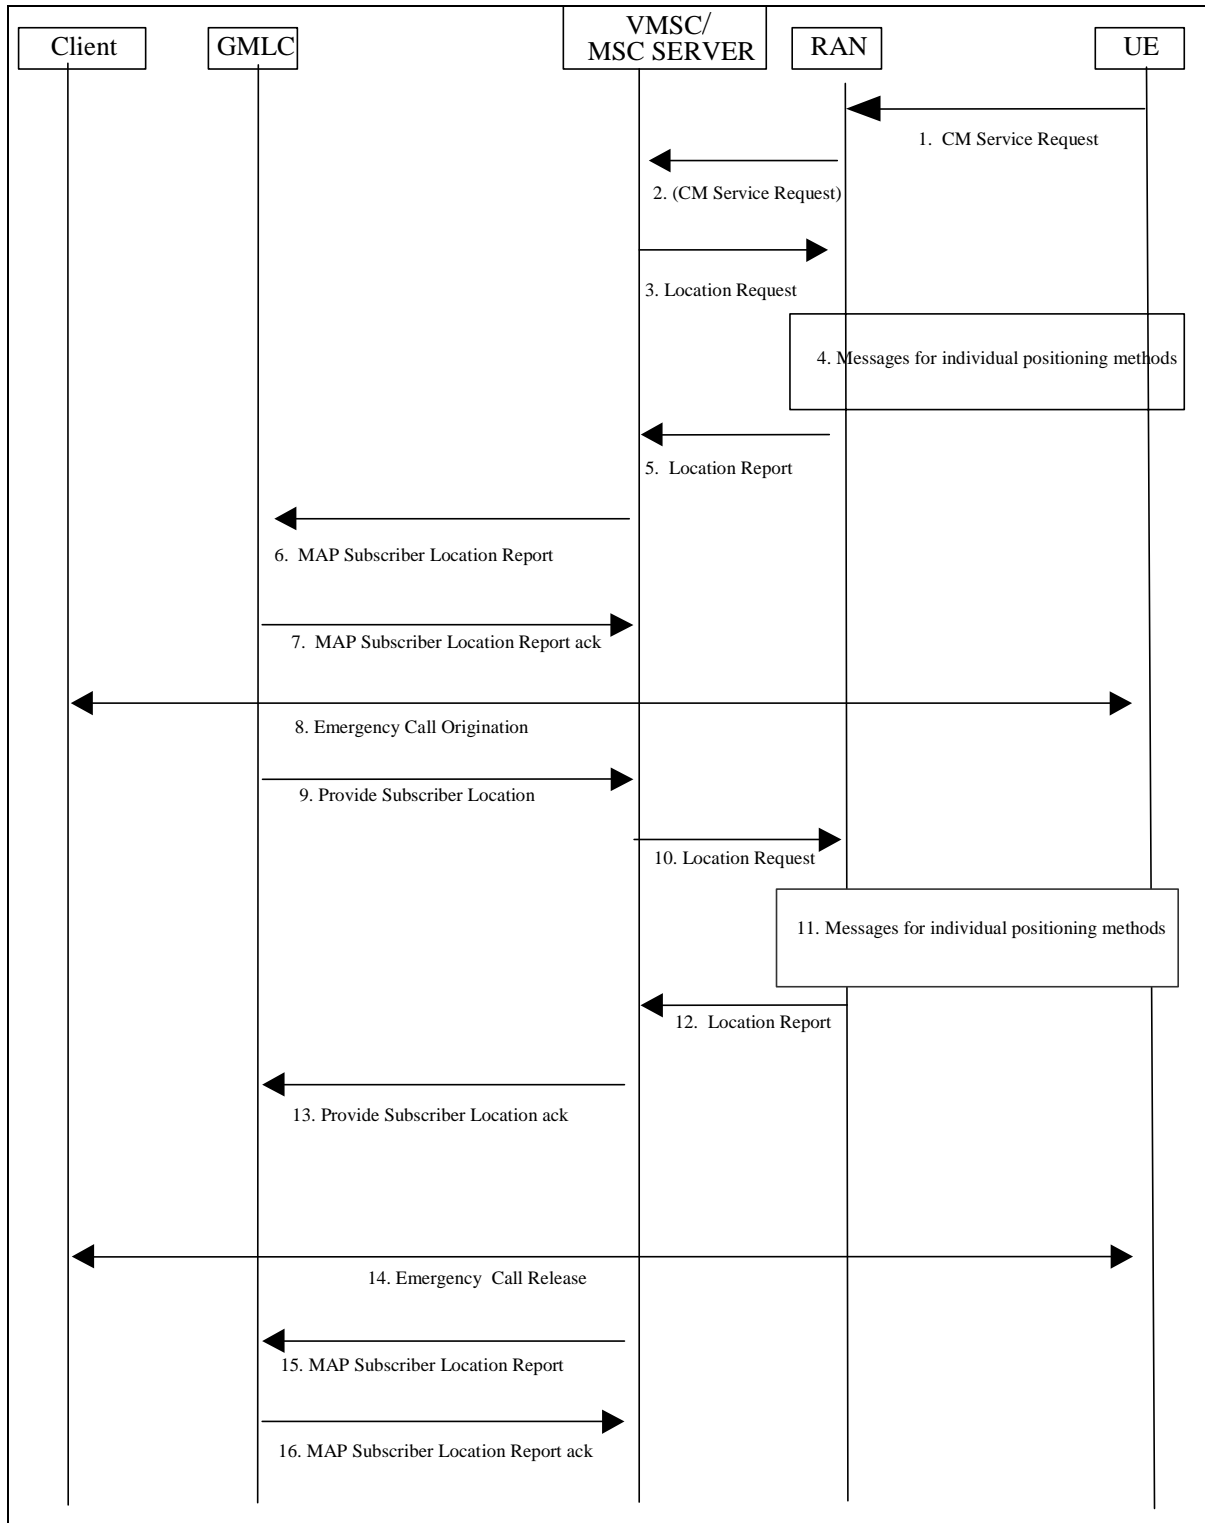 Client
GMLC
VMSC/
MSC SERVER
RAN
UE
1. CM Service Request
2. (CM Service Request)
3. Location Request
4. Messages for individual positioning methods
5. Location Report
6. MAP Subscriber Location Report
7. MAP Subscriber Location Report ack
8. Emergency Call Origination
9. Provide Subscriber Location
10. Location Request
11. Messages for individual positioning methods
12. Location Report
13. Provide Subscriber Location ack
14. Emergency Call Release
15. MAP Subscriber Location Report
16. MAP Subscriber Location Report ack